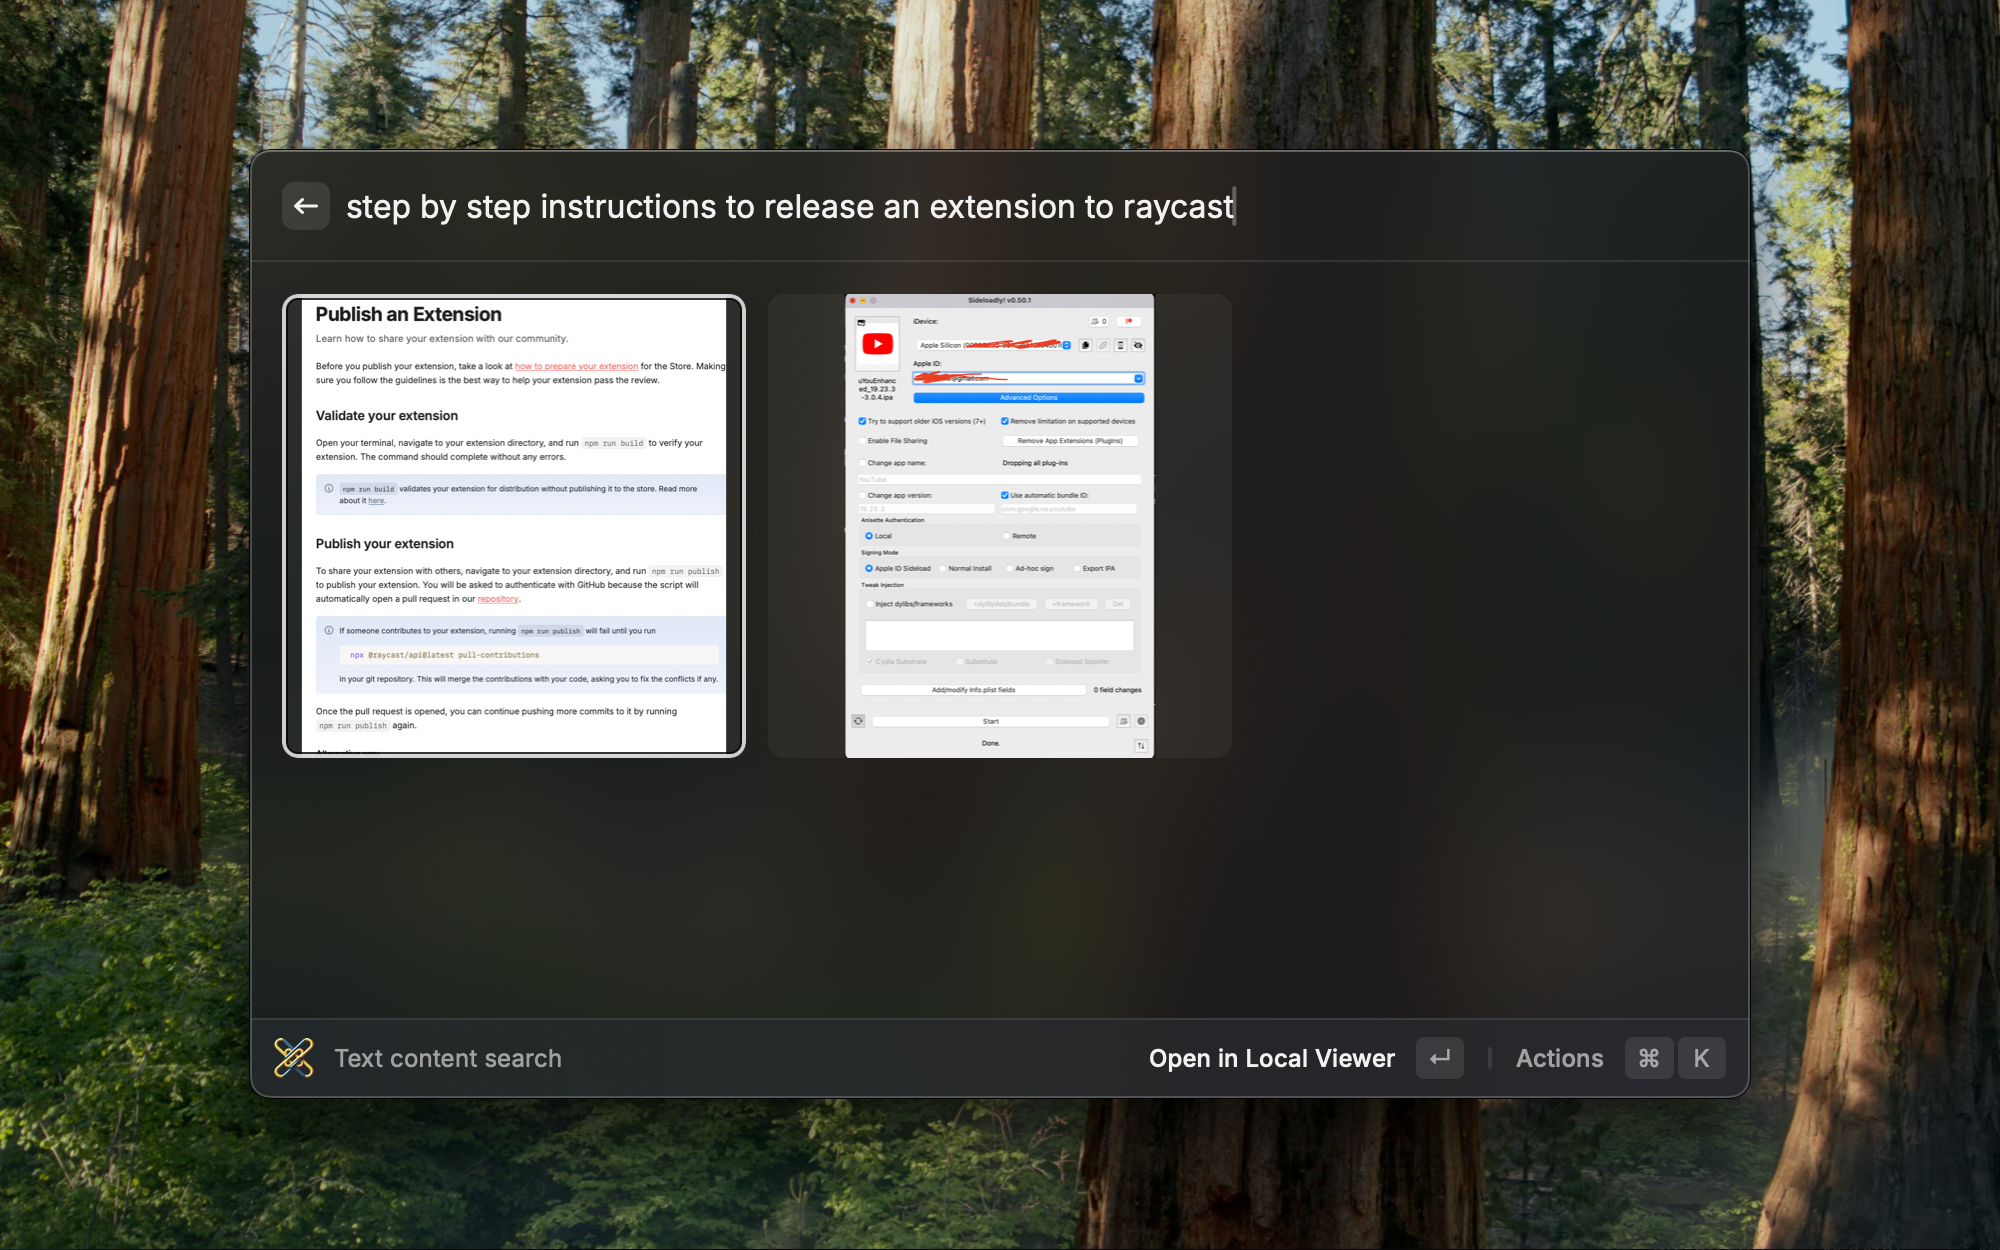 step by step instructions to release an extension to raycast
Publish an Extension
Learn how to share your extension with our community.
Before you publish your extension, take a look at how to prepare your extension for the Store. Making
sure you follow the guidelines is the best way to help your extension pass the review.
Validate your extension
Open your terminal, navigate to your extension directory, and run npm run build to verify your
extension. The command should complete without any errors.
npm run build validates your extension for distribution without publishing it to the store. Read more
about it here.
Publish your extension
To share your extension with others, navigate to your extension directory, and run npm run publish
to publish your extension. You will be asked to authenticate with GitHub because the script will
automatically open a pull request in our repository.
If someone contributes to your extension, running npm run publish will fail until you run
npx @raycast/api@latest pull-contributions
in your git repository. This will merge the contributions with your code, asking you to fix the conflicts if any.
Once the pull request is opened, you can continue pushing more commits to it by running
npm run publish again.
Sideloadly! v0.50.1
iDevice:
0
Apple Silicon
Apple ID:
@gmail.com
uYouEnhanc
ed_19.23.3
-3.0.4.ipa
Advanced Options
Try to support older iOS versions (7+) Remove limitation on supported devices
Enable File Sharing Remove App Extensions (PlugIns)
Change app name: Dropping all plug-ins
YouTube
Change app version: Use automatic bundle ID:
19.23.3 com.google.ios.youtube
Anisette Authentication
Local Remote
Signing Mode
Apple ID Sideload Normal Install Ad-hoc sign Export IPA
Tweak Injection
Inject dylibs/frameworks +dylib/deb/bundle +framework Del
Cydia Substrate Substitute Sideload Spoofer
Add/modify Info.plist fields 0 field changes
Start
Done.
Text content search Open in Local Viewer Actions ⌘ K